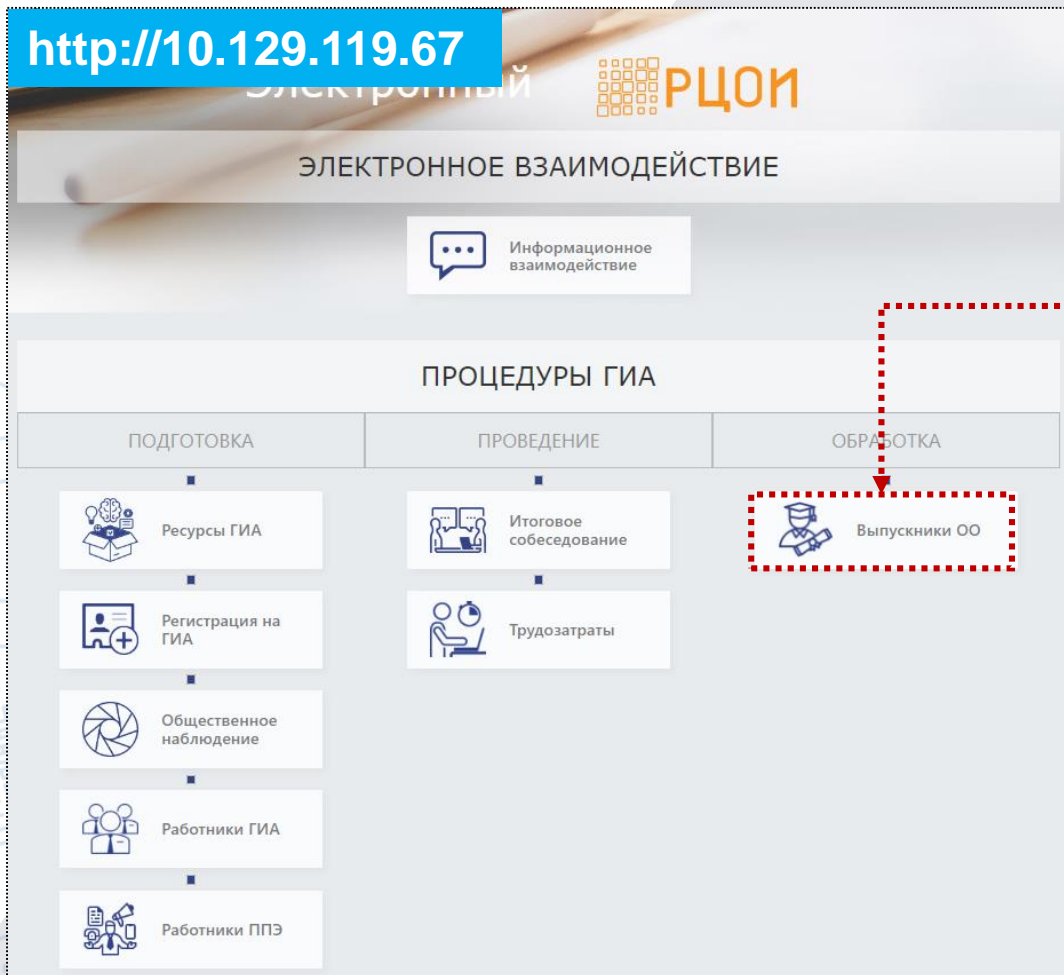 http://10.129.119.67
Электронный
РЦОИ
ЭЛЕКТРОННОЕ ВЗАИМОДЕЙСТВИЕ
Информационное
взаимодействие
ПРОЦЕДУРЫ ГИА
ПОДГОТОВКА
ПРОВЕДЕНИЕ
ОБРАБОТКА
Ресурсы ГИА
Итоговое
собеседование
Выпускники ОО
Регистрация на
ГИА
Трудозатраты
Общественное
наблюдение
Работники ГИА
Работники ППЭ